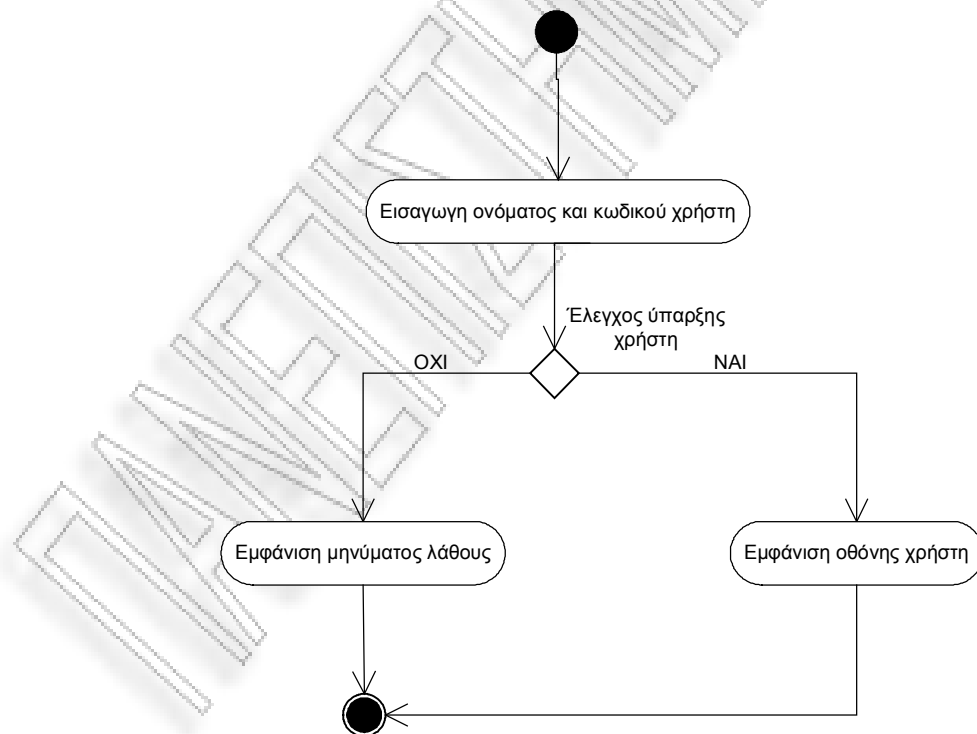 Εισαγωγη ονόματος και κωδικού χρήστη
Έλεγχος ύπαρξης
χρήστη
ΟΧΙ
ΝΑΙ
Εμφάνιση μηνύματος λάθους
Εμφάνιση οθόνης χρήστη